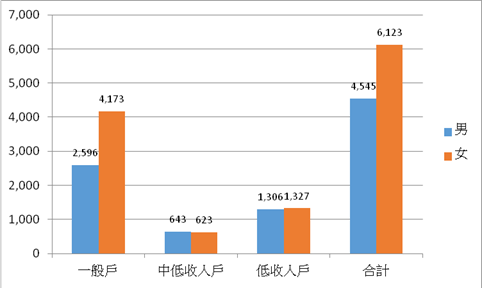 7,000
6,000
5,000
4,000
3,000
2,000
1,000
0
2,596
4,173
643
623
1,306
1,327
4,545
6,123
一般戶
中低收入戶
低收入戶
合計
男
女